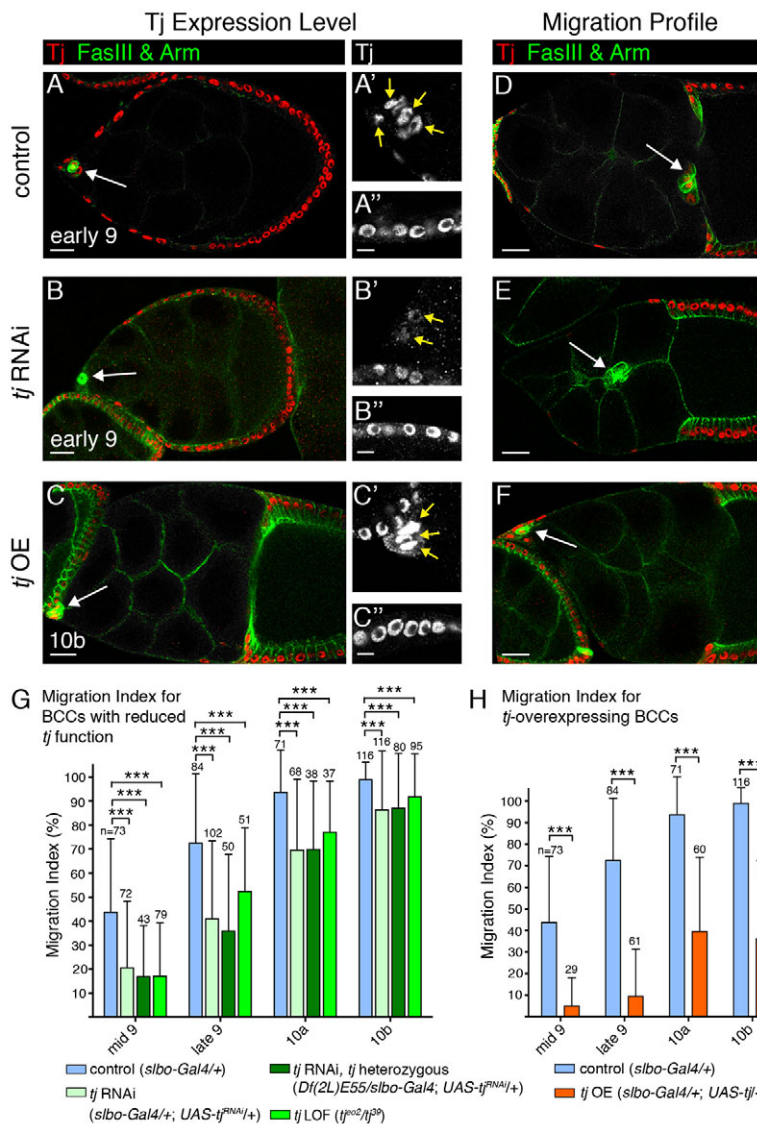 Tj Expression Level
Migration Profile
Tj FasIII & Arm
Tj
Tj FasIII & Arm
control
A
early 9
A'
A''
D
tj RNAi
B
early 9
B'
B''
E
tj OE
C
10b
C'
C''
F
G Migration Index for
BCCs with reduced
tj function
Migration Index (%)
100
90
80
70
60
50
40
30
20
10
*** *** ***
*** *** ***
*** *** ***
*** *** ***
n=73 72 43 79
84 102 50 51
71 68 38 37
116 116 80 95
mid 9 late 9 10a 10b
control (slbo-Gal4/+)
tj RNAi
(slbo-Gal4/+; UAS-tjRNAi/+)
tj RNAi, tj heterozygous
(Df(2L)E55/slbo-Gal4; UAS-tjRNAi/+)
tj LOF (tjeo2/tj39)
H Migration Index for
tj-overexpressing BCCs
Migration Index (%)
100
90
80
70
60
50
40
30
20
10
*** *** ***
n=73 29
84 61
71 60
116
mid 9 late 9 10a 10b
control (slbo-Gal4/+)
tj OE (slbo-Gal4/+; UAS-tj/